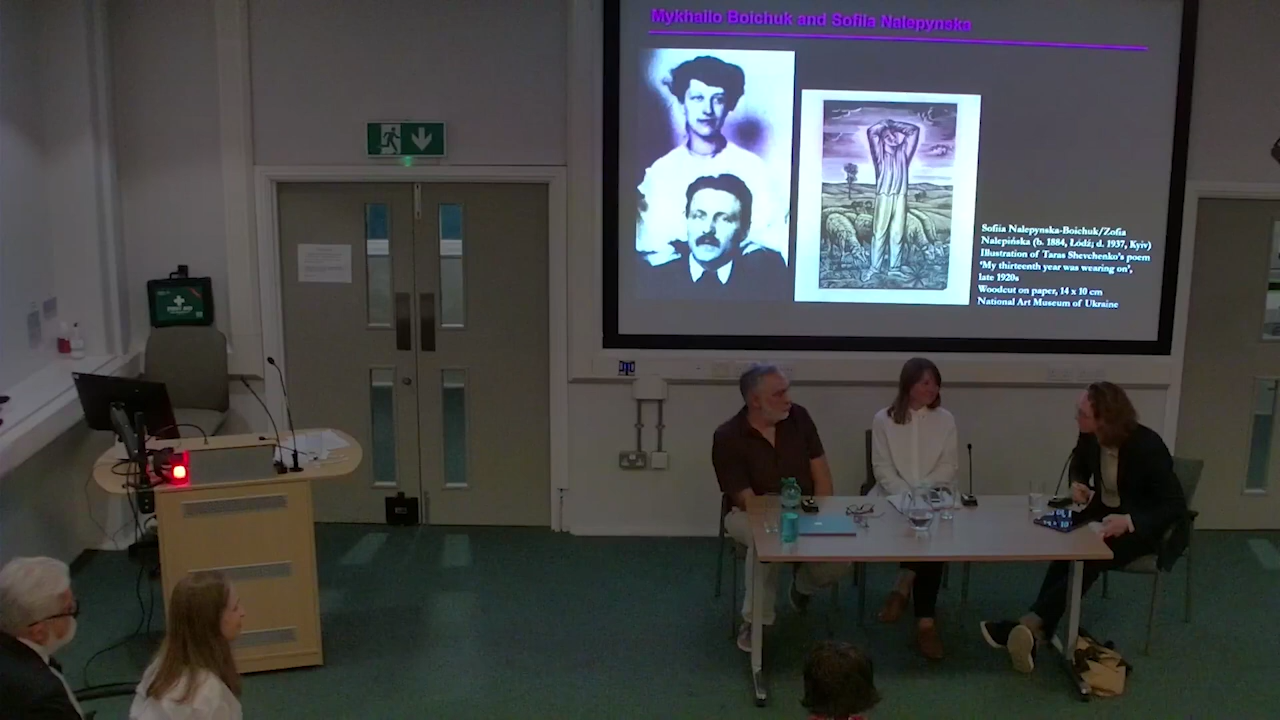 Mykhailo Boichuk and Sofiia Nalepynska
Sofiia Nalepynska-Boichuk/Zofia
Nalepińska (b. 1884, Łódź; d. 1937, Kyiv)
Illustration of Taras Shevchenko's poem
'My thirteenth year was wearing on',
late 1920s
Woodcut on paper, 14 x 10 cm
National Art Museum of Ukraine